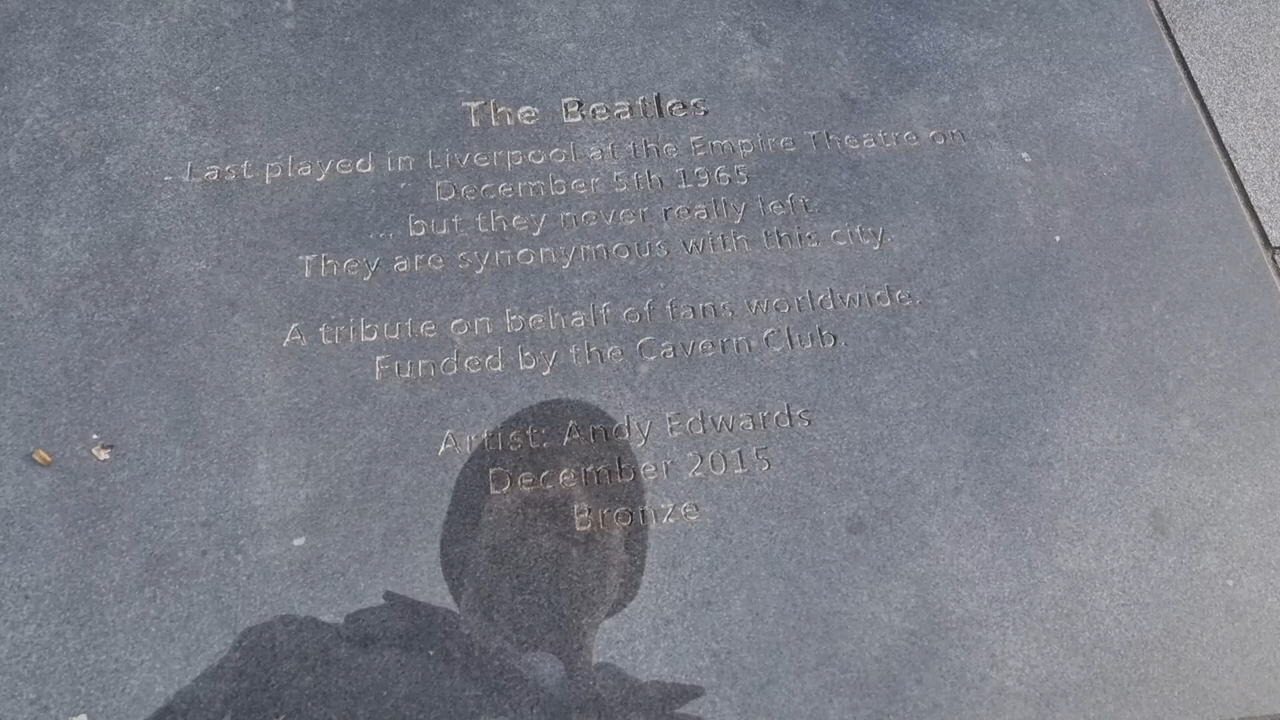 The Beatles
Last played in Liverpool at the Empire Theatre on
December 5th 1965
... but they never really left.
They are synonymous with this city.
A tribute on behalf of fans worldwide.
Funded by the Cavern Club.
Artist: Andy Edwards
December 2015
Bronze